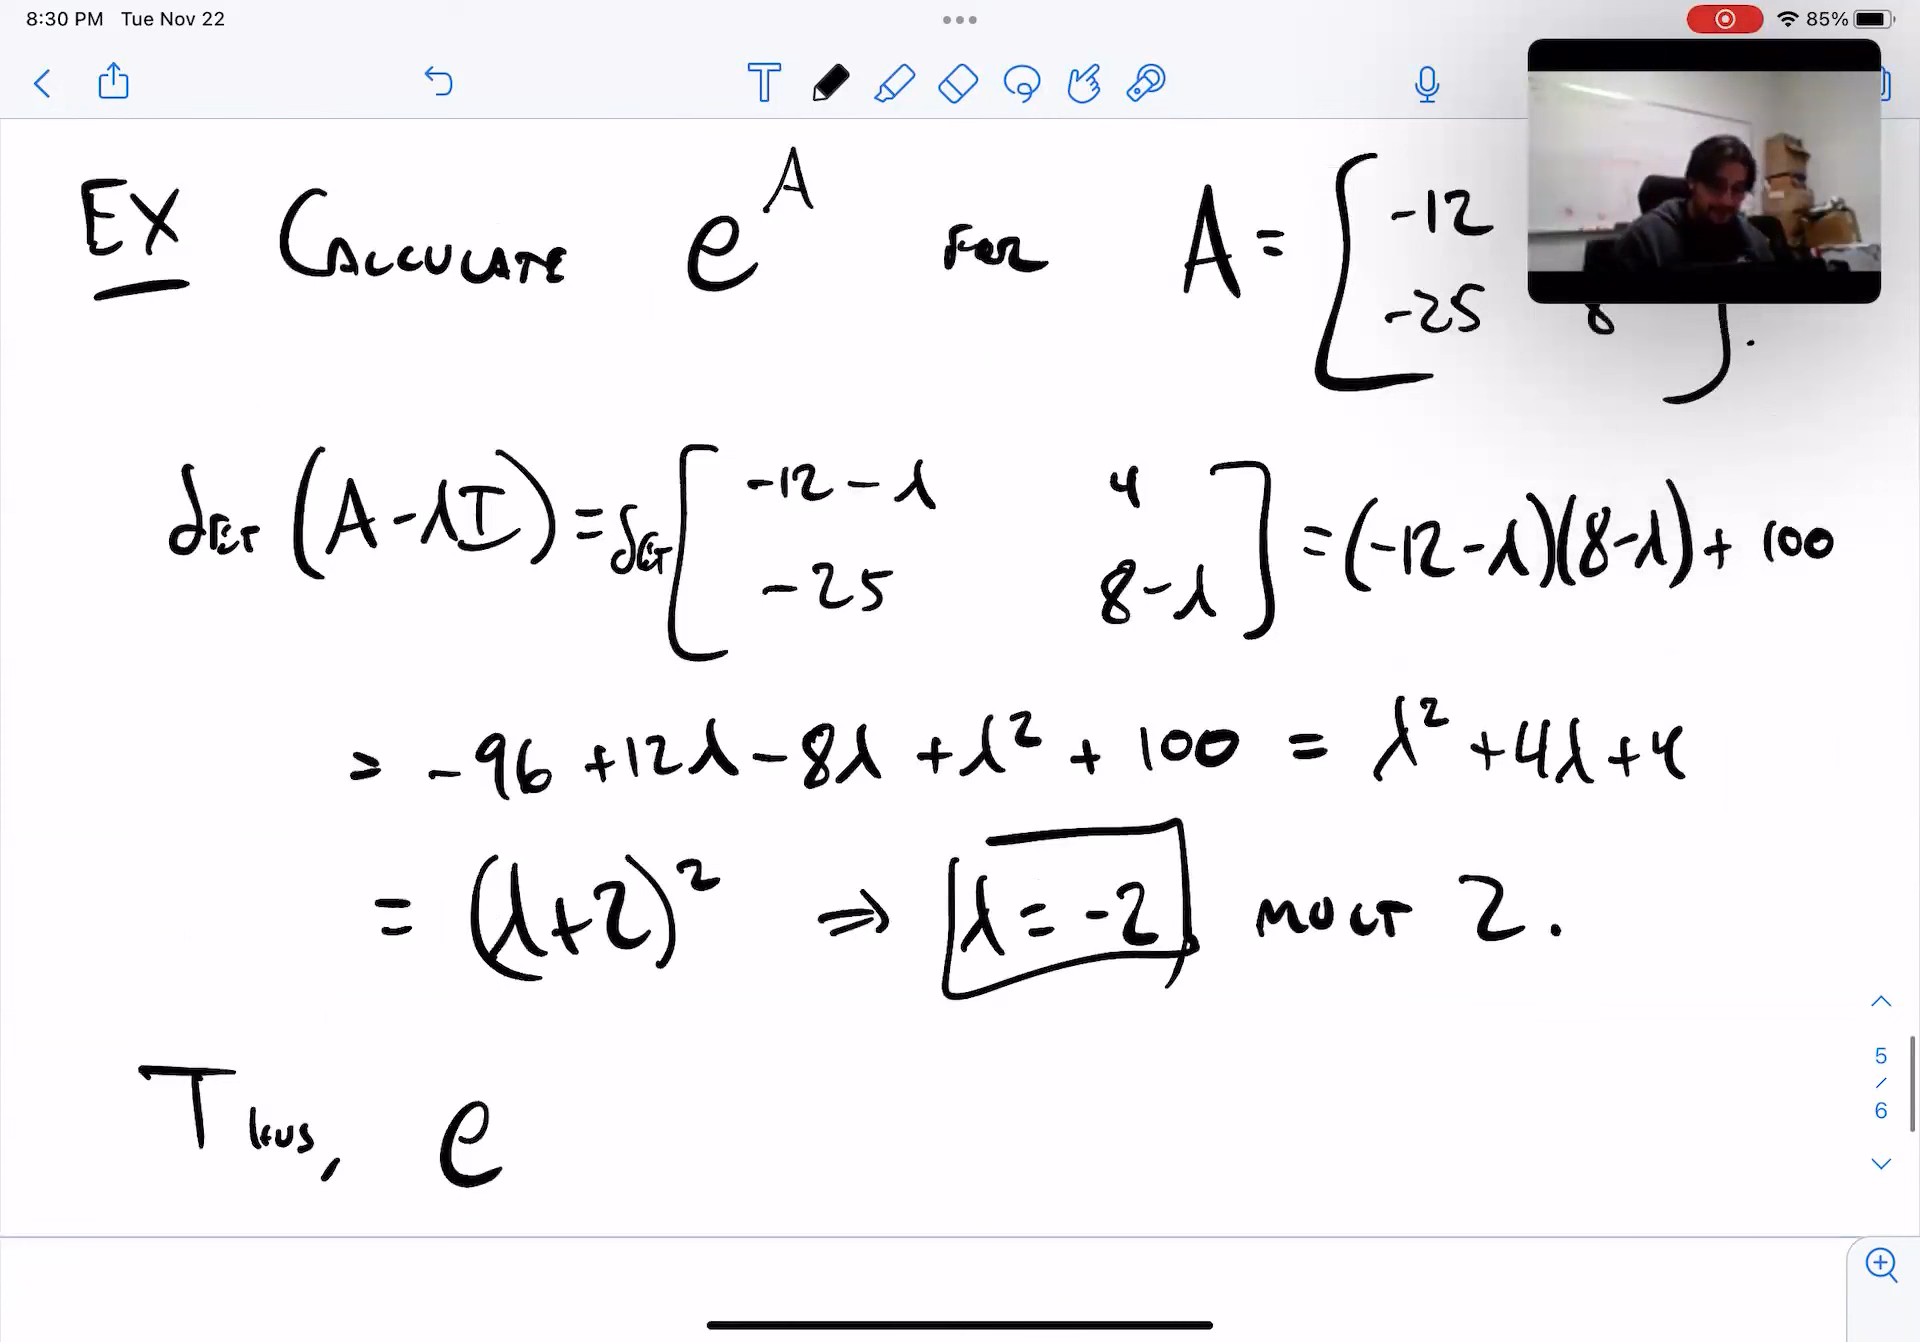 8:30 PM Tue Nov 22
85%
EX CALCULATE e^A FOR A = [ -12
-25 8 ].
DET (A - λI) = DET [ -12 - λ 4
-25 8 - λ ] = (-12 - λ)(8 - λ) + 100
= -96 + 12λ - 8λ + λ² + 100 = λ² + 4λ + 4
= (λ + 2)² ⇒ λ = -2, MULT 2.
THUS, e
5
/
6